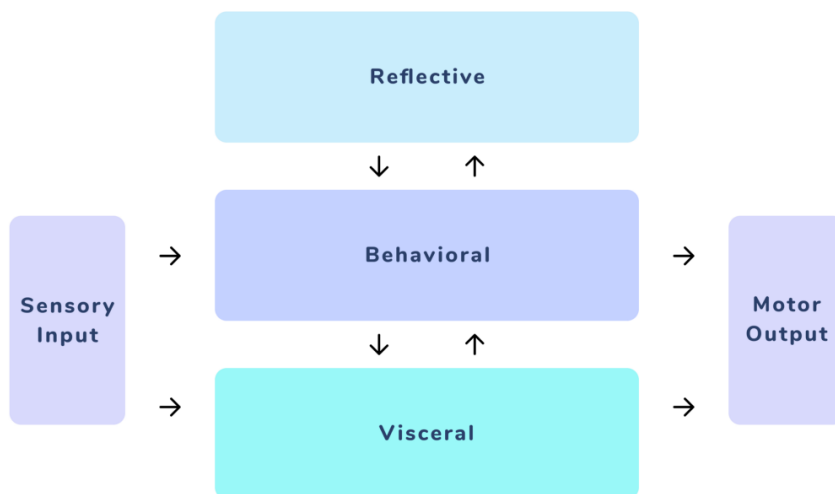 Reflective
Behavioral
Sensory
Input
Motor
Output
Visceral